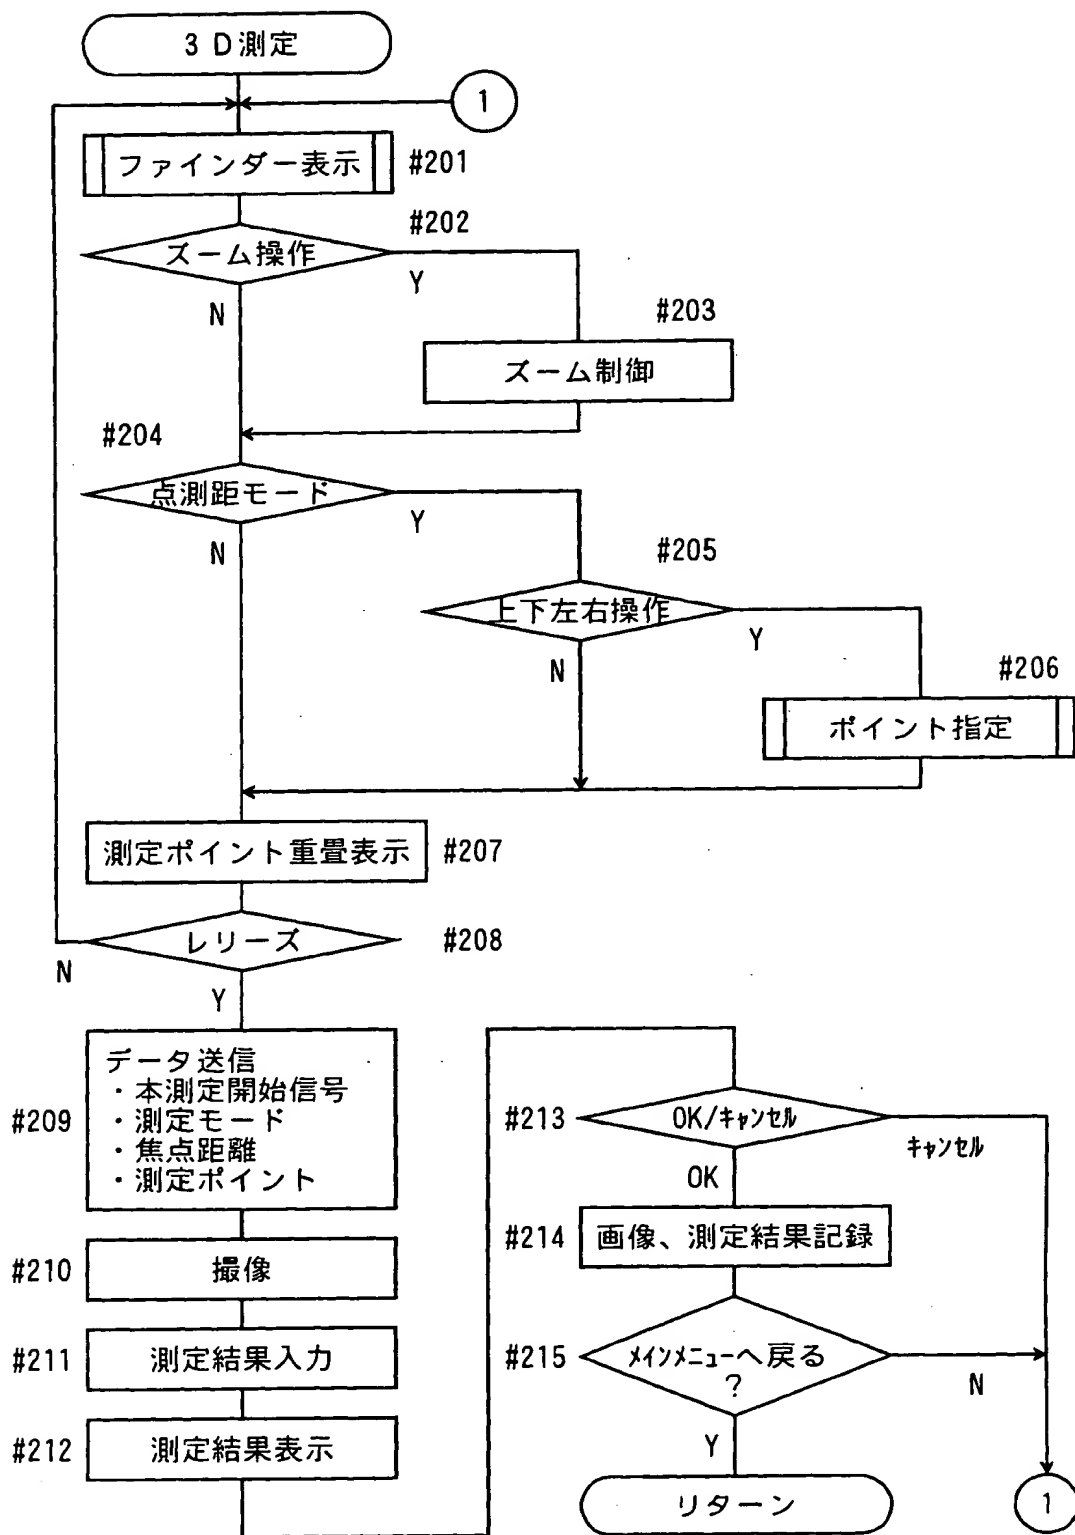 3D測定
1
ファインダー表示 #201
#202
ズーム操作
Y
N
#203
ズーム制御
#204
点測距モード
Y
N
#205
上下左右操作
Y
N
#206
ポイント指定
測定ポイント重畳表示 #207
レリーズ #208
N
Y
#209
データ送信
・本測定開始信号
・測定モード
・焦点距離
・測定ポイント
#210 撮像
#211 測定結果入力
#212 測定結果表示
#213 OK/キャンセル
キャンセル
OK
#214 画像、測定結果記録
#215 メインメニューへ戻る
?
N
Y
リターン
1